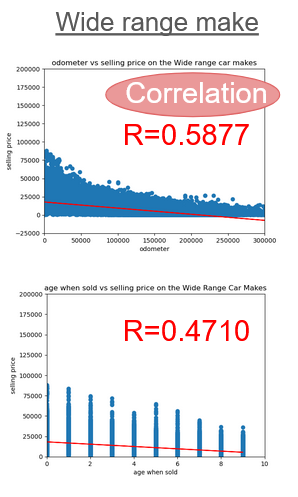 Wide range make
odometer vs selling price on the Wide range car makes
Correlation
R=0.5877
200000
175000
150000
125000
100000
75000
50000
25000
0
−25000
selling price
0 50000 100000 150000 200000 250000 300000
odometer
age when sold vs selling price on the Wide Range Car Makes
R=0.4710
200000
175000
150000
125000
100000
75000
50000
25000
0
selling price
0 2 4 6 8 10
age when sold